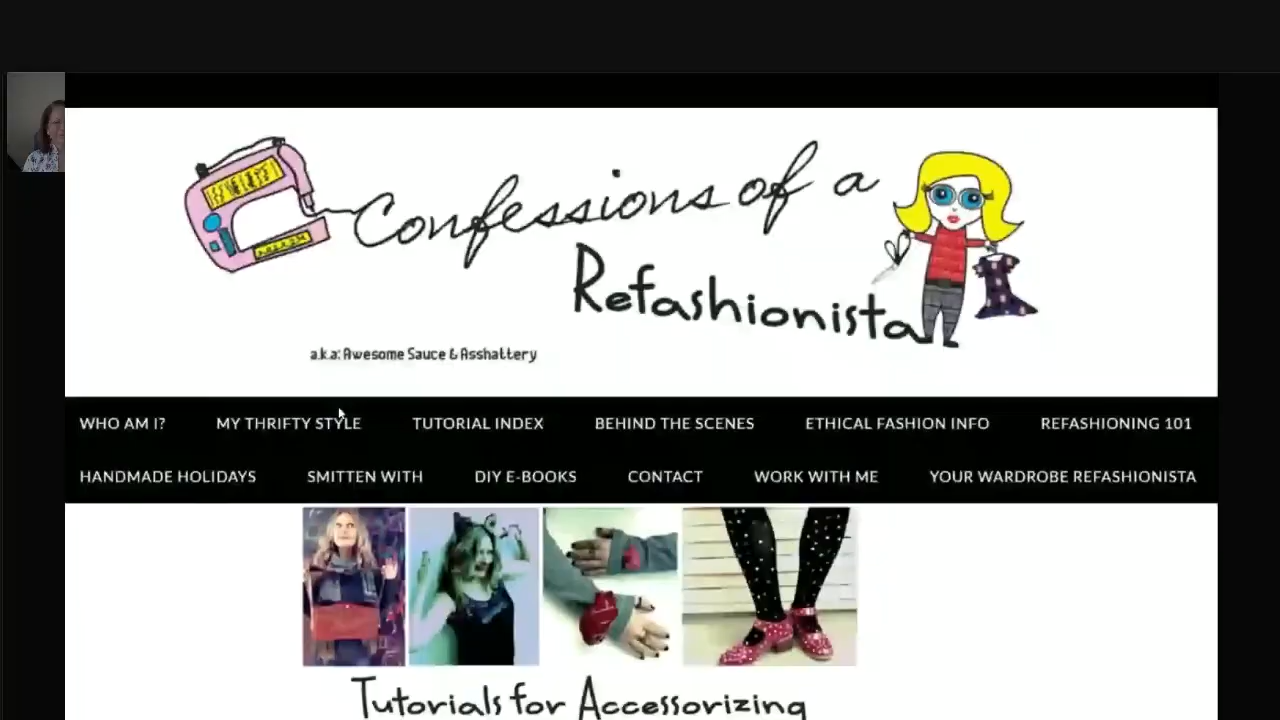 Confessions of a
Refashionista
a.k.a: Awesome Sauce & Asshattery
WHO AM I? MY THRIFTY STYLE TUTORIAL INDEX BEHIND THE SCENES ETHICAL FASHION INFO REFASHIONING 101
HANDMADE HOLIDAYS SMITTEN WITH DIY E-BOOKS CONTACT WORK WITH ME YOUR WARDROBE REFASHIONISTA
Tutorials for Accessorizing